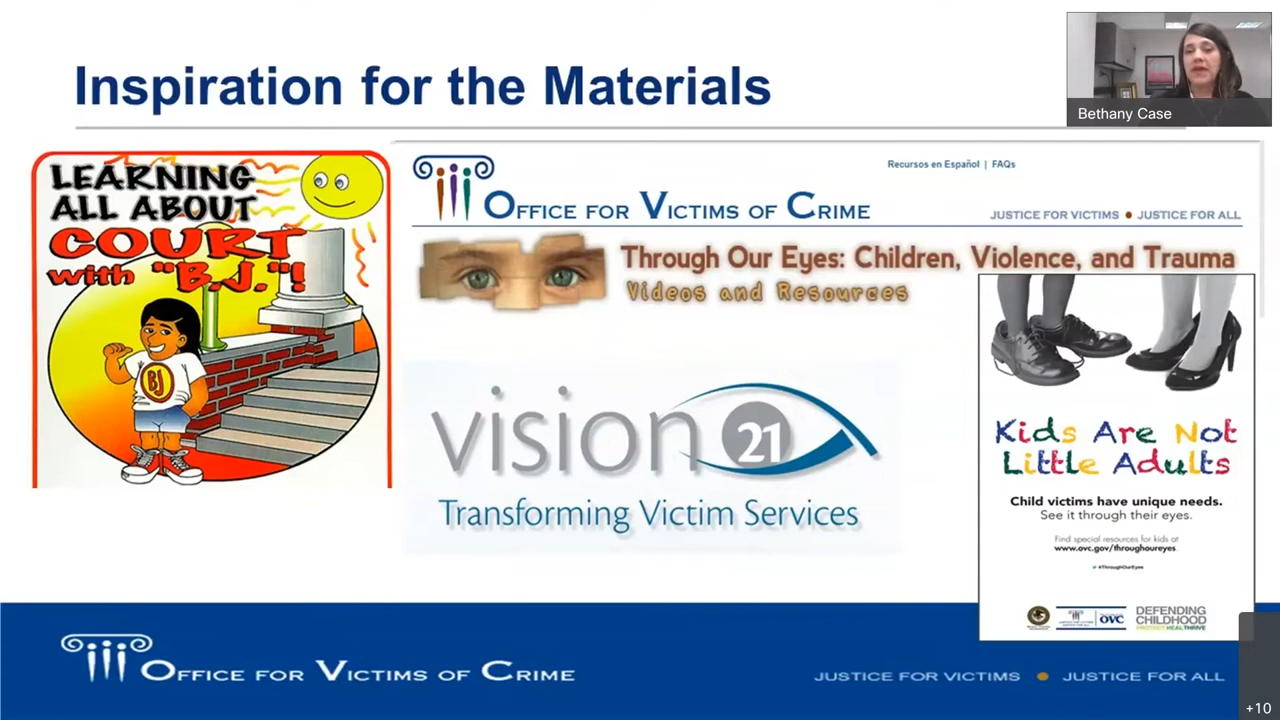 Inspiration for the Materials
Bethany Case
LEARNING
ALL ABOUT
COURT
with "B.J."!
BJ
Recursos en Español | FAQs
OFFICE FOR VICTIMS OF CRIME
JUSTICE FOR VICTIMS • JUSTICE FOR ALL
Through Our Eyes: Children, Violence, and Trauma
Videos and Resources
vision 21
Transforming Victim Services
Kids Are Not
Little Adults
Child victims have unique needs.
See it through their eyes.
Find special resources for kids at
www.ovc.gov/throughoureyes
#ThroughOurEyes
OVC
DEFENDING
CHILDHOOD
PROTECT HEAL THRIVE
OFFICE FOR VICTIMS OF CRIME
JUSTICE FOR VICTIMS • JUSTICE FOR ALL
+10